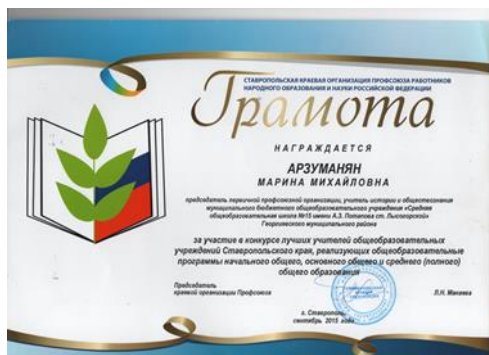 СТАВРОПОЛЬСКАЯ КРАЕВАЯ ОРГАНИЗАЦИЯ ПРОФСОЮЗА РАБОТНИКОВ
НАРОДНОГО ОБРАЗОВАНИЯ И НАУКИ РОССИЙСКОЙ ФЕДЕРАЦИИ
Грамота
НАГРАЖДАЕТСЯ
АРЗУМАНЯН
МАРИНА МИХАЙЛОВНА
председатель первичной профсоюзной организации, учитель истории и обществознания
муниципального бюджетного общеобразовательного учреждения «Средняя
общеобразовательная школа №15 имени А.З. Потапова ст. Лысогорской»
Георгиевского муниципального района
за участие в конкурсе лучших учителей общеобразовательных
учреждений Ставропольского края, реализующих общеобразовательные
программы начального общего, основного общего и среднего (полного)
общего образования
Председатель
краевой организации Профсоюза
Л.Н. Манаева
г. Ставрополь,
сентябрь 2015 года